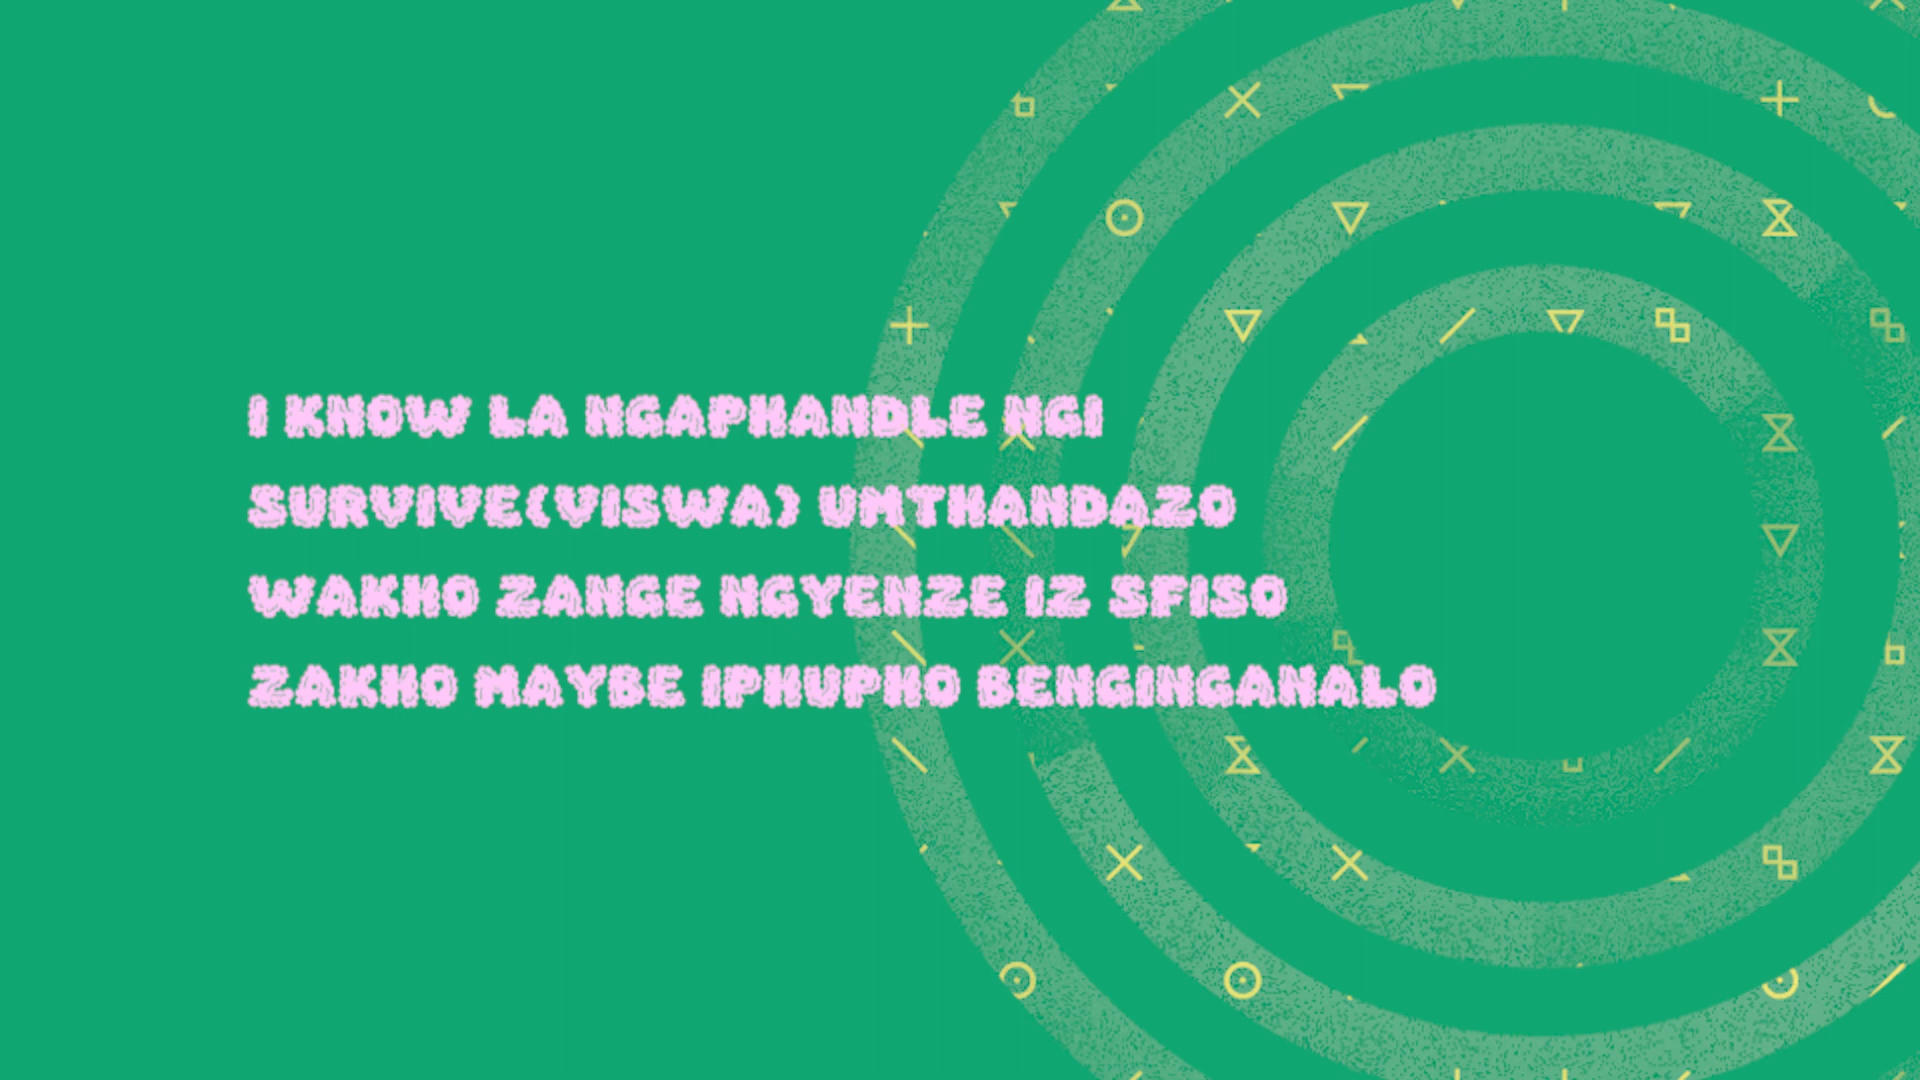 I KNOW LA NGAPHANDLE NGI
SURVIVE(VISWA) UMTHANDAZO
WAKHO ZANGE NGYENZE IZ SFISO
ZAKHO MAYBE IPHUPHO BENGINGANALO